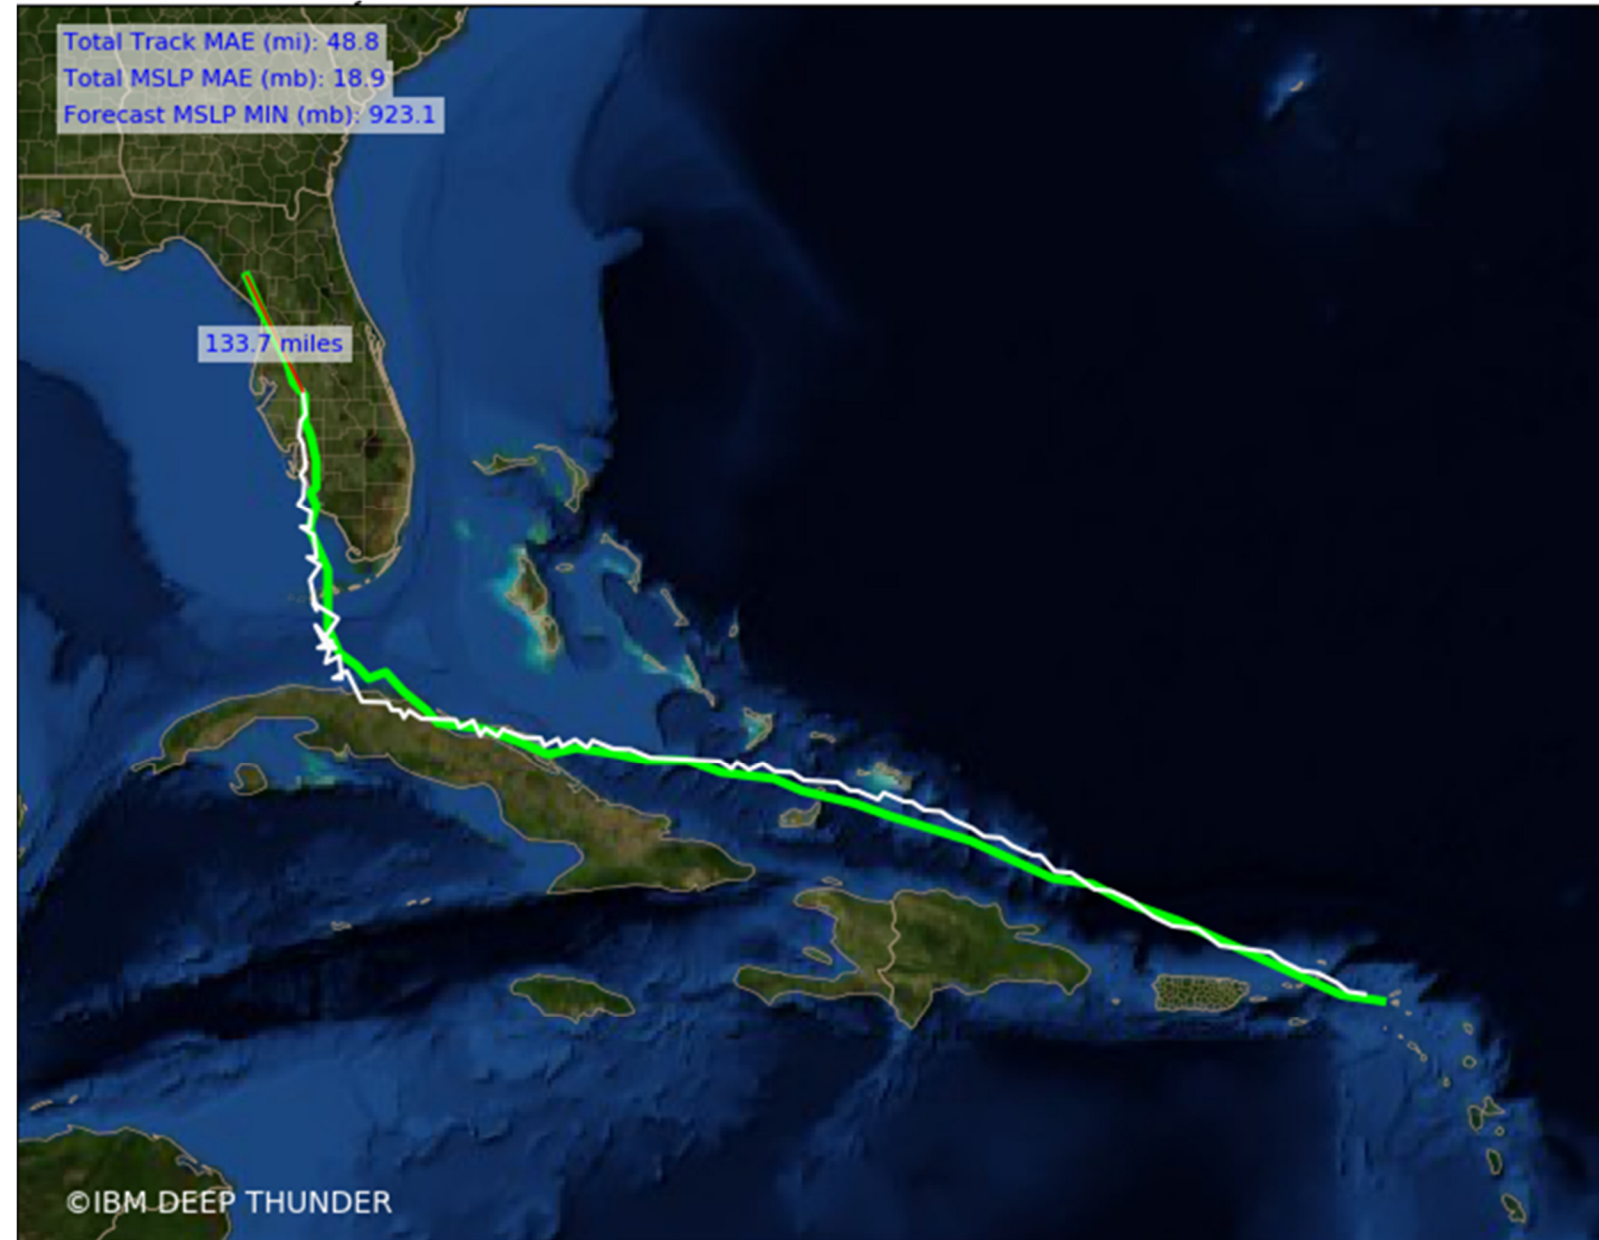 Total Track MAE (mi): 48.8
Total MSLP MAE (mb): 18.9
Forecast MSLP MIN (mb): 923.1
133.7 miles
©IBM DEEP THUNDER